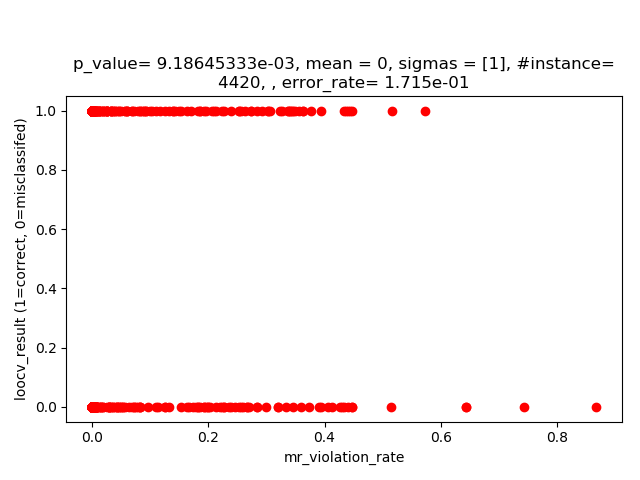 p_value= 9.18645333e-03, mean = 0, sigmas = [1], #instance=
4420, , error_rate= 1.715e-01
1.0
0.8
0.6
0.4
0.2
0.0
loocv_result (1=correct, 0=misclassifed)
0.0 0.2 0.4 0.6 0.8
mr_violation_rate